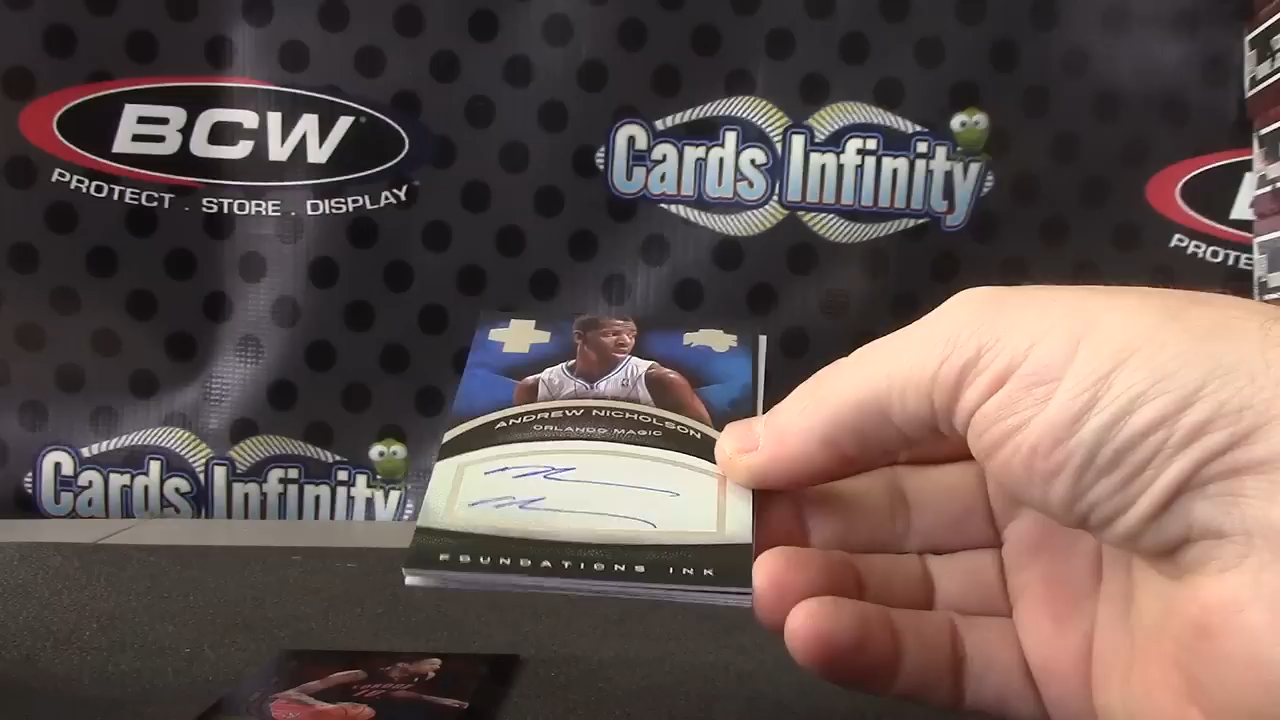 BCW
PROTECT . STORE . DISPLAY
Cards Infinity
PROTE
Cards Infinity
ANDREW NICHOLSON
ORLANDO MAGIC
FOUNDATIONS INK